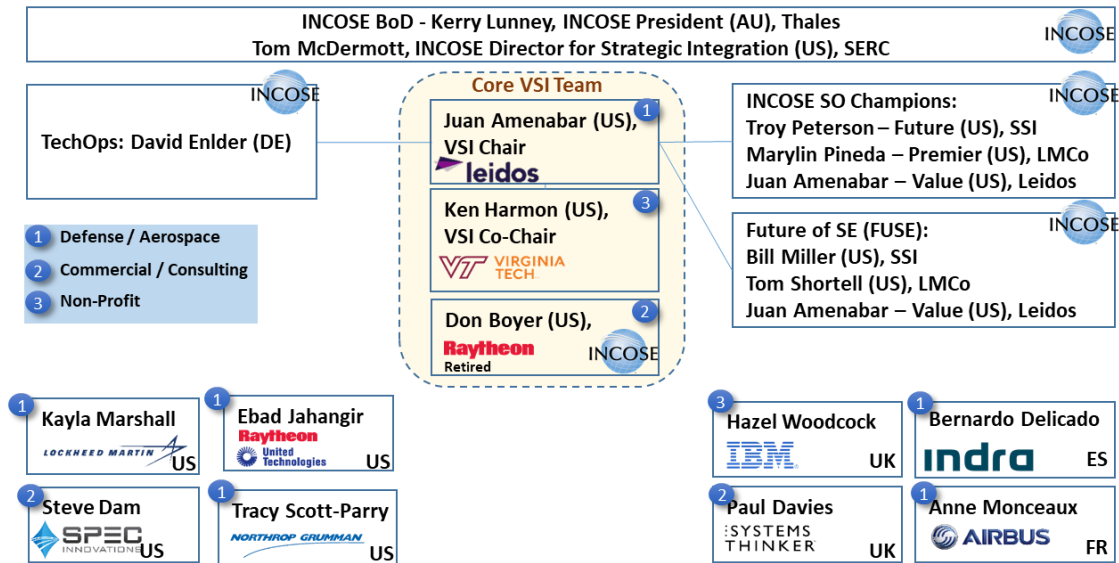 INCOSE BoD - Kerry Lunney, INCOSE President (AU), Thales
Tom McDermott, INCOSE Director for Strategic Integration (US), SERC
INCOSE
INCOSE
TechOps: David Enlder (DE)
Core VSI Team
1
Juan Amenabar (US),
VSI Chair
leidos
3
Ken Harmon (US),
VSI Co-Chair
VT VIRGINIA
TECH
2
Don Boyer (US),
Raytheon
Retired
INCOSE
INCOSE
INCOSE SO Champions:
Troy Peterson – Future (US), SSI
Marylin Pineda – Premier (US), LMCo
Juan Amenabar – Value (US), Leidos
INCOSE
Future of SE (FUSE):
Bill Miller (US), SSI
Tom Shortell (US), LMCo
Juan Amenabar – Value (US), Leidos
1 Defense / Aerospace
2 Commercial / Consulting
3 Non-Profit
1
Kayla Marshall
LOCKHEED MARTIN
US
1
Ebad Jahangir
Raytheon
United
Technologies
US
2
Steve Dam
SPEC
INNOVATIONS
US
1
Tracy Scott-Parry
NORTHROP GRUMMAN
US
3
Hazel Woodcock
IBM
UK
1
Bernardo Delicado
indra
ES
2
Paul Davies
:SYSTEMS
THINKER
UK
1
Anne Monceaux
AIRBUS
FR